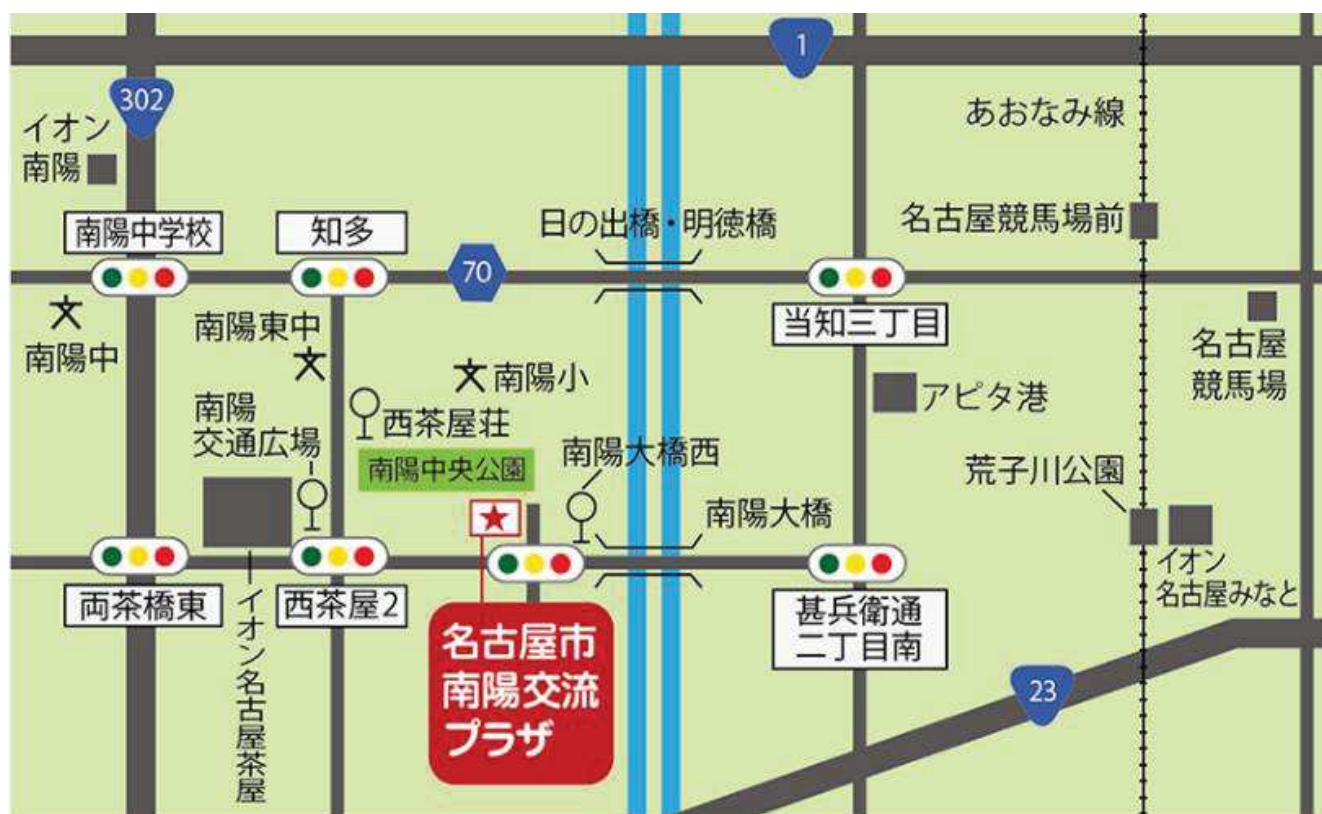 1
302
イオン
南陽
あおなみ線
南陽中学校
知多
日の出橋・明徳橋
名古屋競馬場前
70
南陽中
南陽東中
南陽小
当知三丁目
名古屋
競馬場
アピタ港
南陽
交通広場
西茶屋荘
南陽中央公園
南陽大橋西
南陽大橋
荒子川公園
イオン
名古屋みなと
両茶橋東
イオン名古屋茶屋
西茶屋2
甚兵衛通
二丁目南
名古屋市
南陽交流
プラザ
23